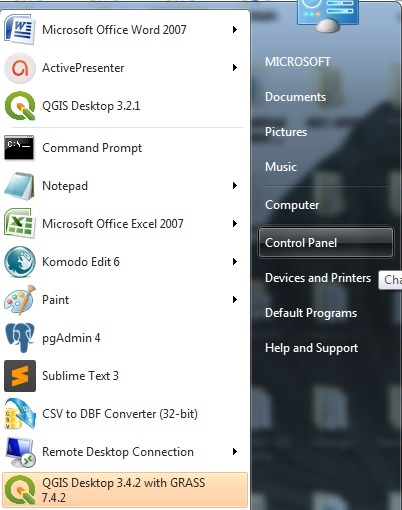 Microsoft Office Word 2007
ActivePresenter
QGIS Desktop 3.2.1
Command Prompt
Notepad
Microsoft Office Excel 2007
Komodo Edit 6
Paint
pgAdmin 4
Sublime Text 3
CSV to DBF Converter (32-bit)
Remote Desktop Connection
QGIS Desktop 3.4.2 with GRASS
7.4.2
MICROSOFT
Documents
Pictures
Music
Computer
Control Panel
Devices and Printers
Cha
Default Programs
Help and Support